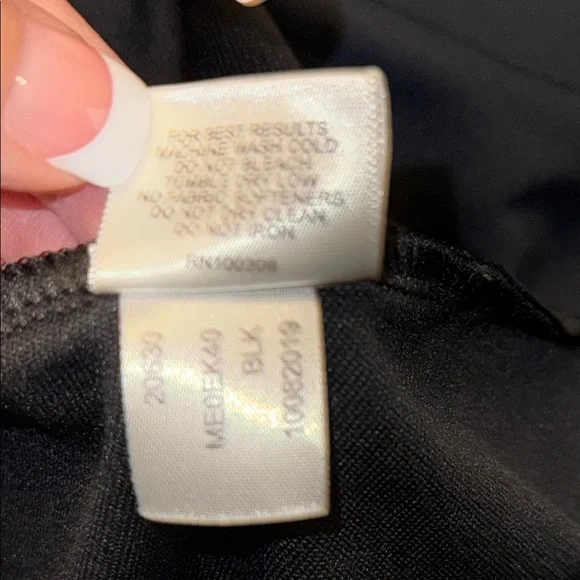 FOR BEST RESULTS
MACHINE WASH COLD
DO NOT BLEACH
TUMBLE DRY LOW
NO FABRIC SOFTENERS
DO NOT DRY CLEAN
DO NOT IRON
RN100308
20630
ME0EK40
BLK
10082019